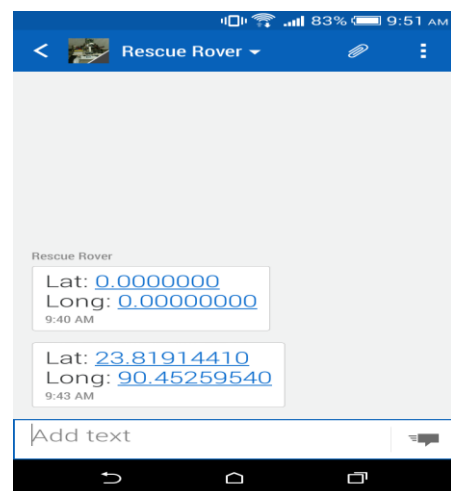 83% 9:51 AM
Rescue Rover
Rescue Rover
Lat: 0.0000000
Long: 0.00000000
9:40 AM
Lat: 23.81914410
Long: 90.45259540
9:43 AM
Add text